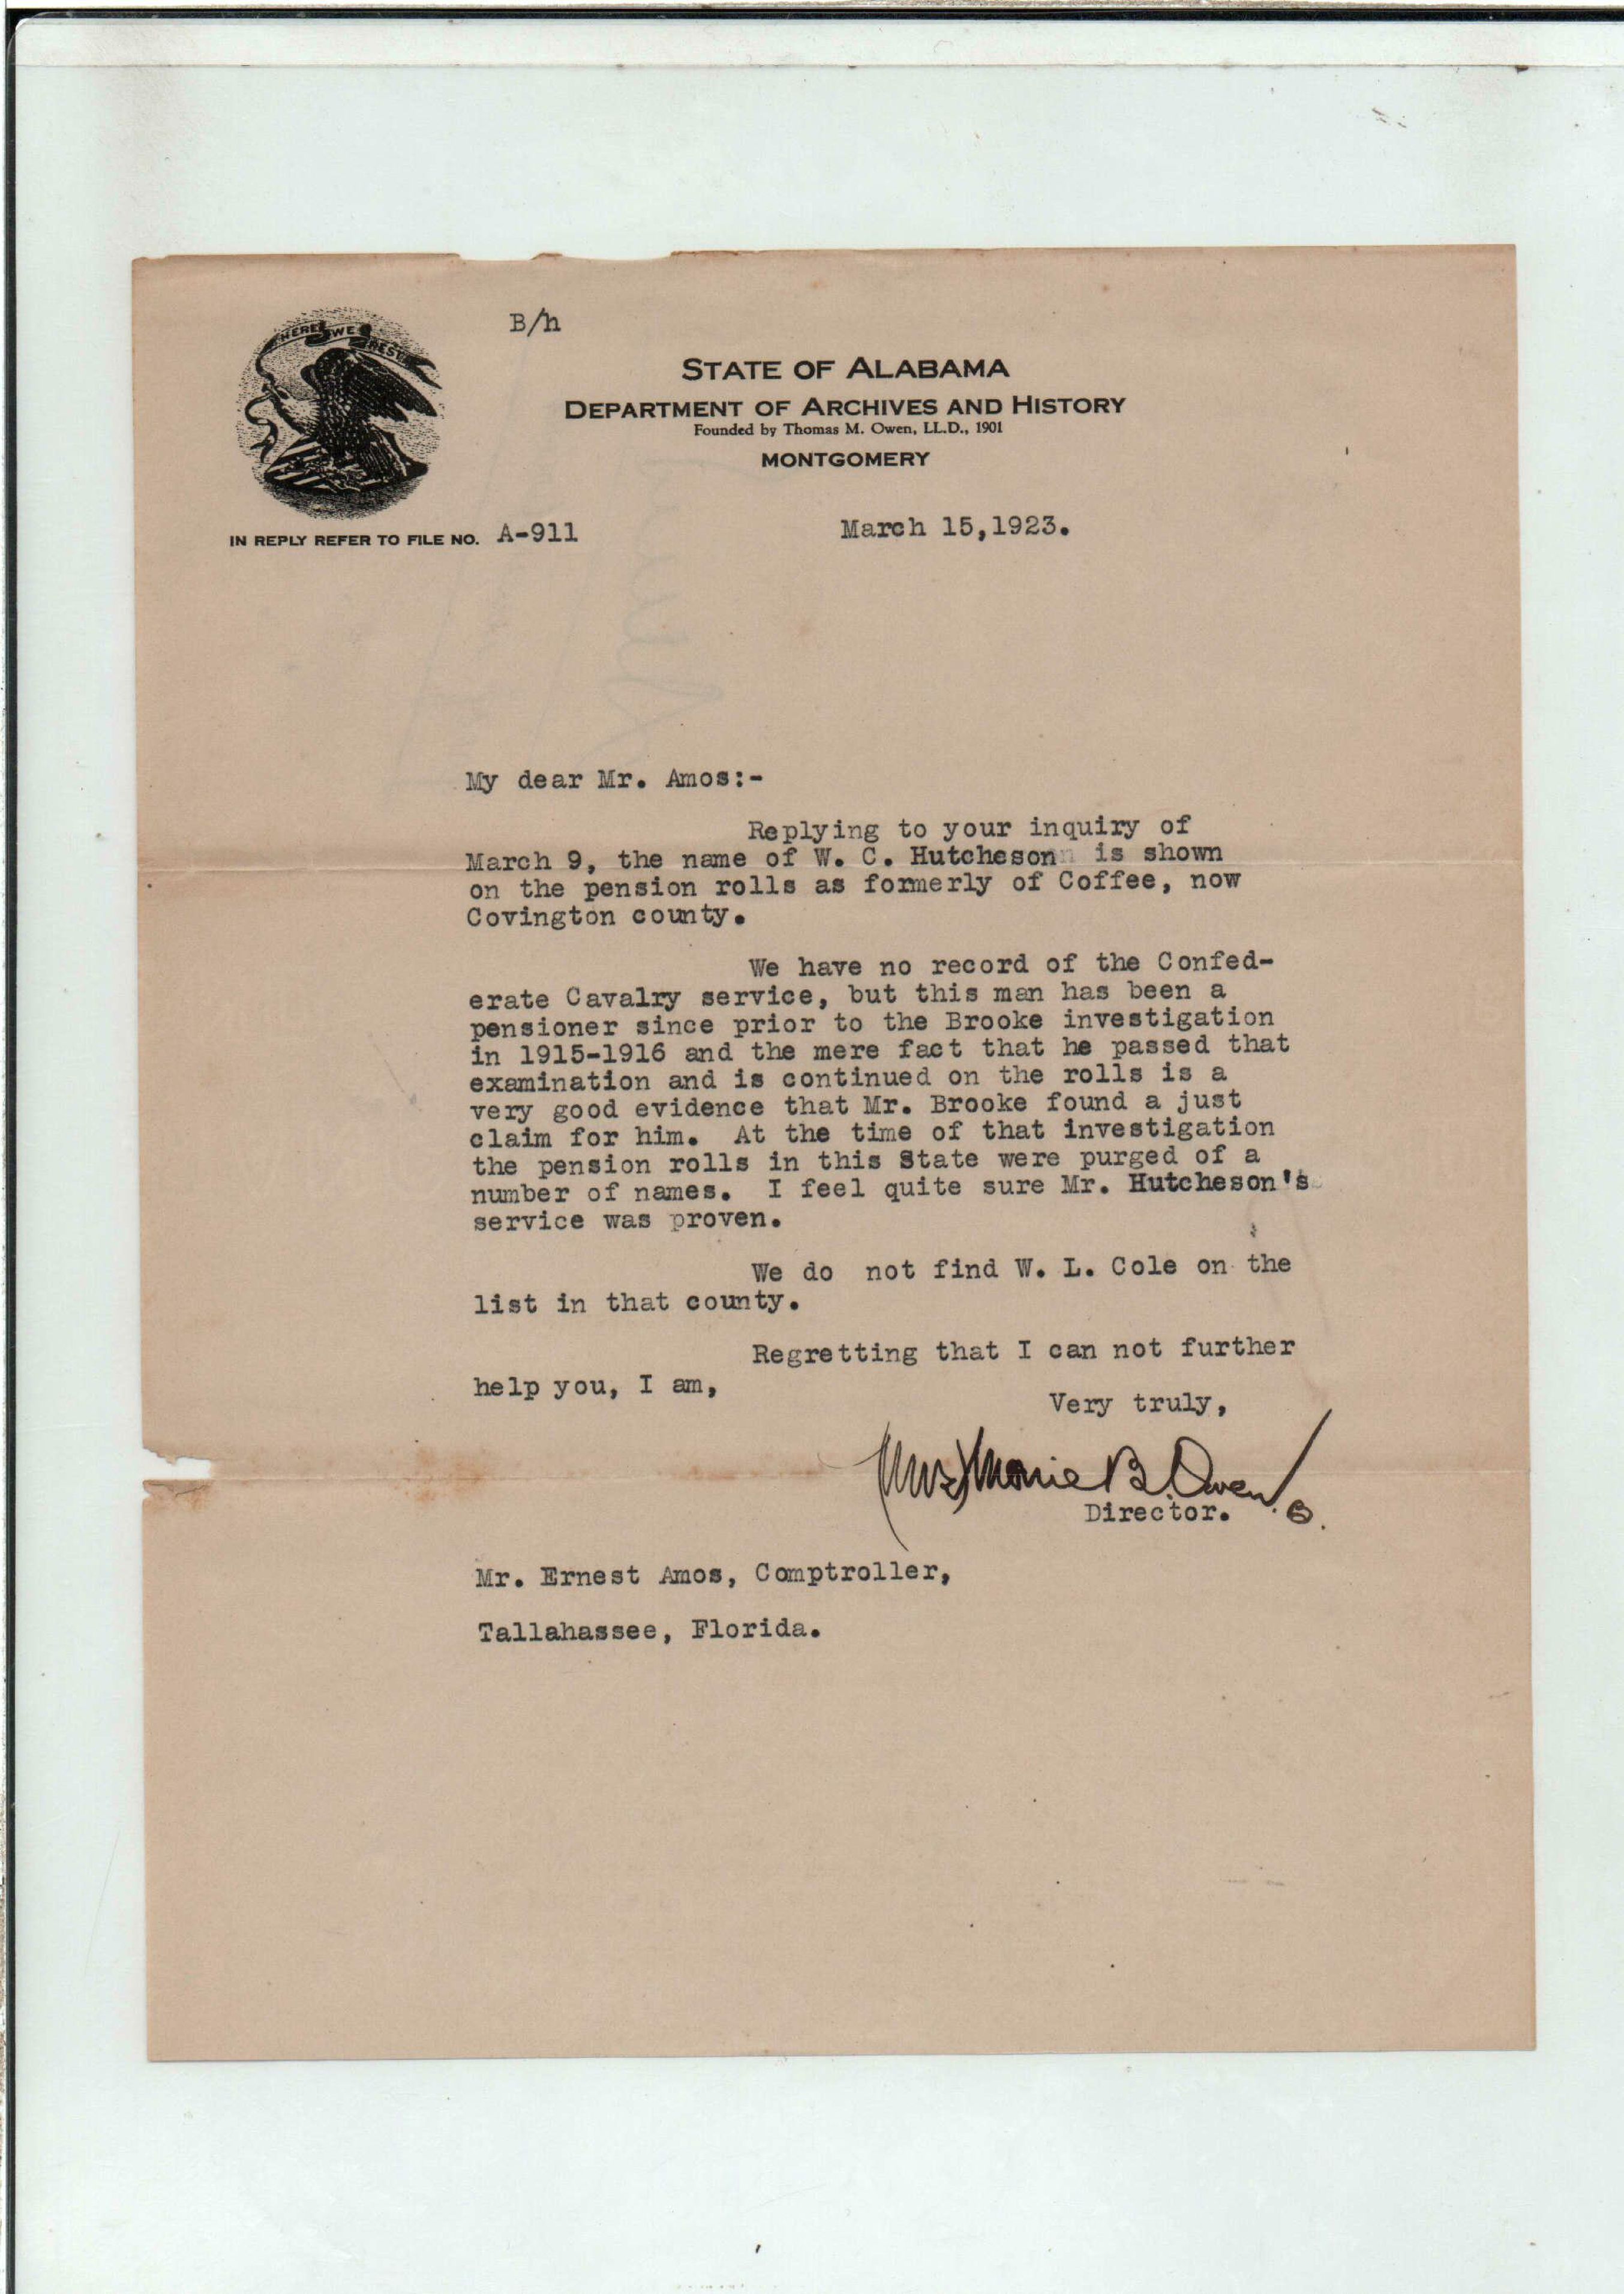 B/h
HERE WE REST
STATE OF ALABAMA
DEPARTMENT OF ARCHIVES AND HISTORY
Founded by Thomas M. Owen, LL.D., 1901
MONTGOMERY
IN REPLY REFER TO FILE NO. A-911
March 15,1923.
My dear Mr. Amos:-
Replying to your inquiry of
March 9, the name of W. C. Hutcheson is shown
on the pension rolls as formerly of Coffee, now
Covington county.
We have no record of the Confed-
erate Cavalry service, but this man has been a
pensioner since prior to the Brooke investigation
in 1915-1916 and the mere fact that he passed that
examination and is continued on the rolls is a
very good evidence that Mr. Brooke found a just
claim for him. At the time of that investigation
the pension rolls in this State were purged of a
number of names. I feel quite sure Mr. Hutcheson's
service was proven.
We do not find W. L. Cole on the
list in that county.
Regretting that I can not further
help you, I am,
Very truly,
(Mrs) Marie B. Owen
Director. B.
Mr. Ernest Amos, Comptroller,
Tallahassee, Florida.